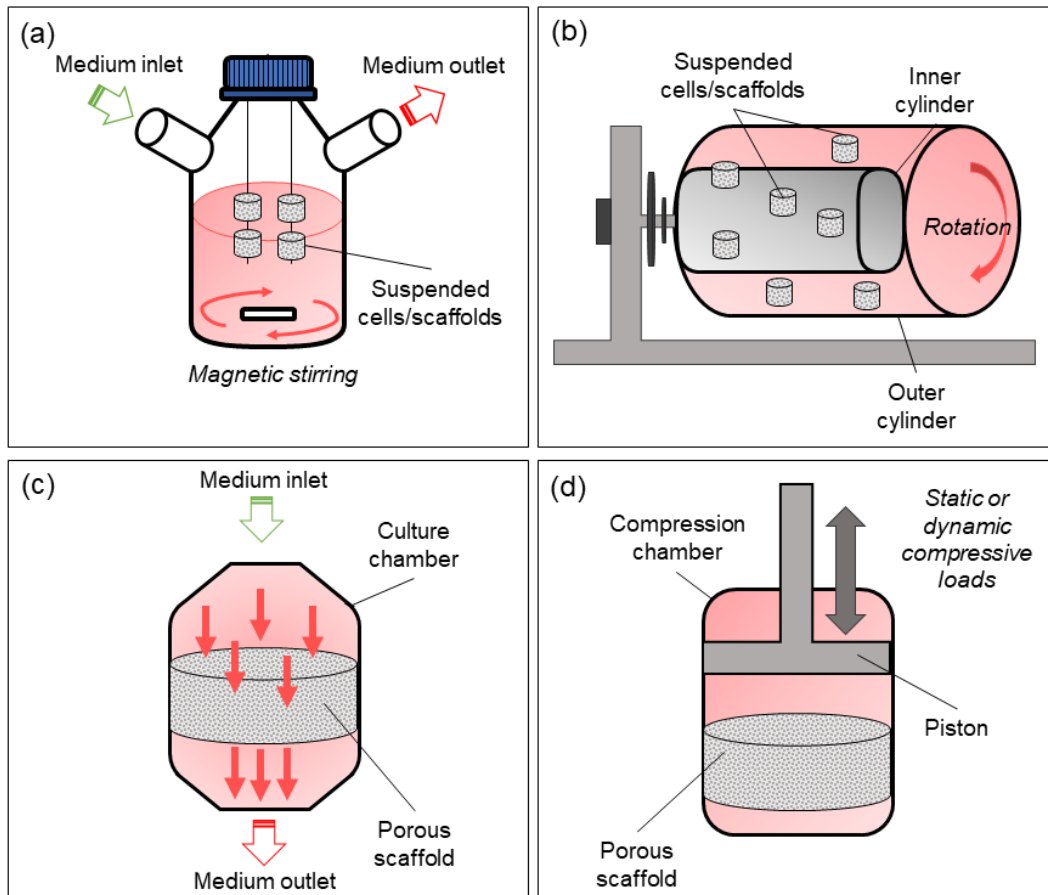 (a)
Medium inlet
Medium outlet
Suspended
cells/scaffolds
Magnetic stirring
(b)
Suspended
cells/scaffolds
Inner
cylinder
Rotation
Outer
cylinder
(c)
Medium inlet
Culture
chamber
Porous
scaffold
Medium outlet
(d)
Compression
chamber
Static or
dynamic
compressive
loads
Piston
Porous
scaffold